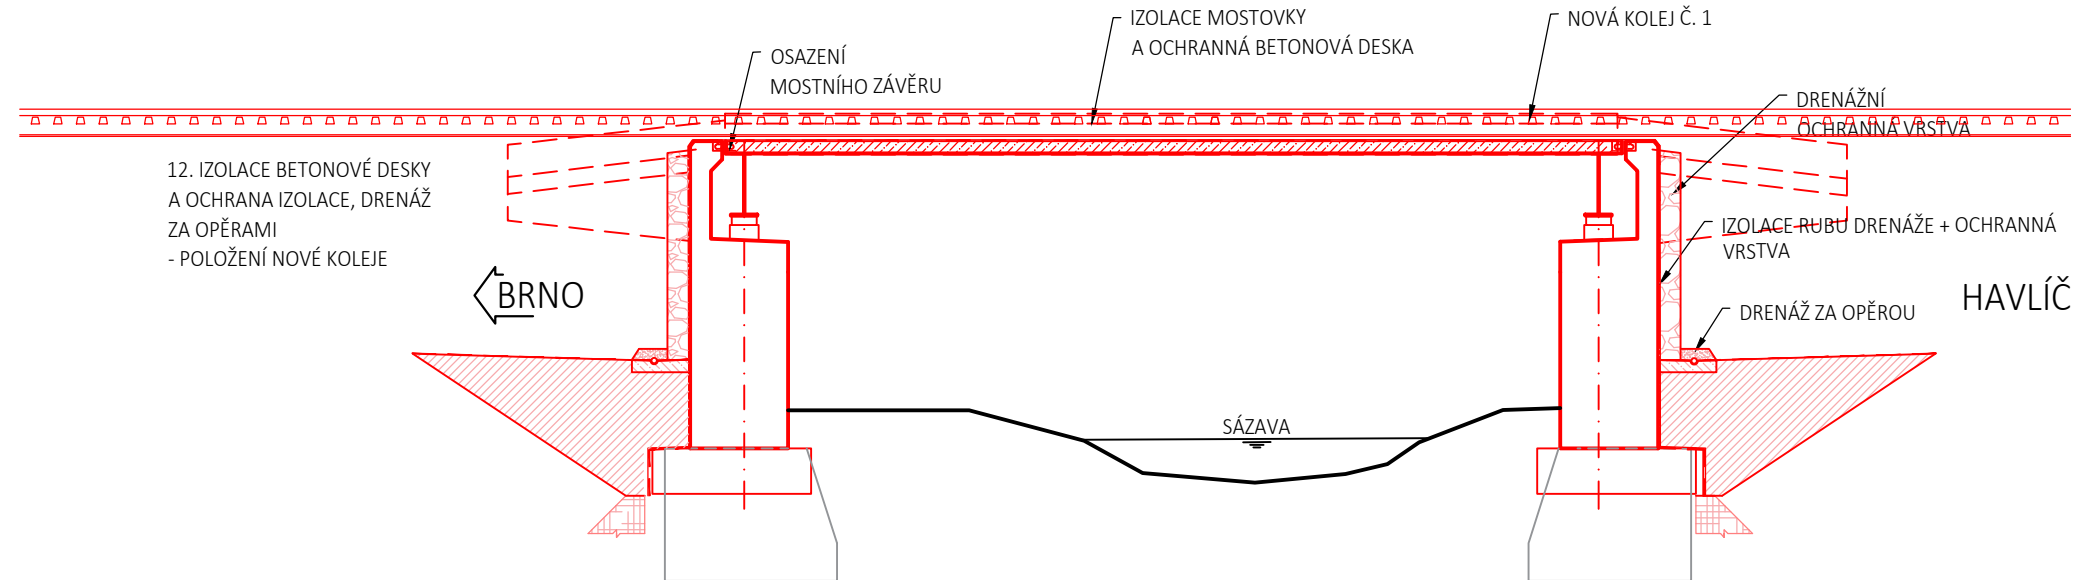 IZOLACE MOSTOVKY
A OCHRANNÁ BETONOVÁ DESKA
NOVÁ KOLEJ Č. 1
OSAZENÍ
MOSTNÍHO ZÁVĚRU
DRENÁŽNÍ
OCHRANNÁ VRSTVA
12. IZOLACE BETONOVÉ DESKY
A OCHRANA IZOLACE, DRENÁŽ
ZA OPĚRAMI
- POLOŽENÍ NOVÉ KOLEJE
IZOLACE RUBU DRENÁŽE + OCHRANNÁ
VRSTVA
BRNO
HAVLÍČ
DRENÁŽ ZA OPĚROU
SÁZAVA